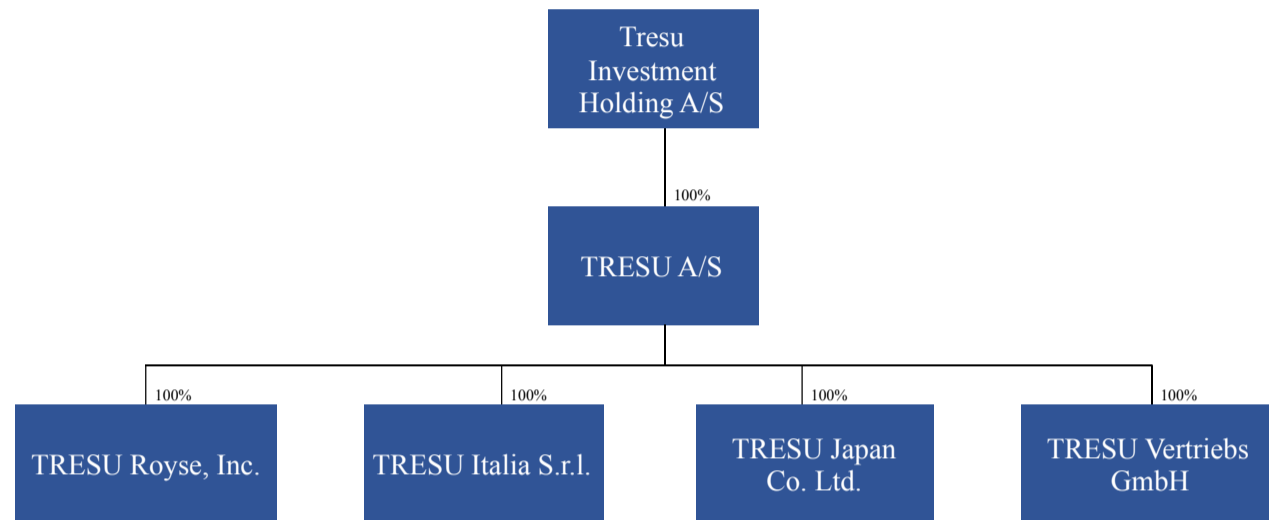 Tresu
Investment
Holding A/S
100%
TRESU A/S
100%
100%
100%
100%
TRESU Royse, Inc.
TRESU Italia S.r.l.
TRESU Japan
Co. Ltd.
TRESU Vertriebs
GmbH